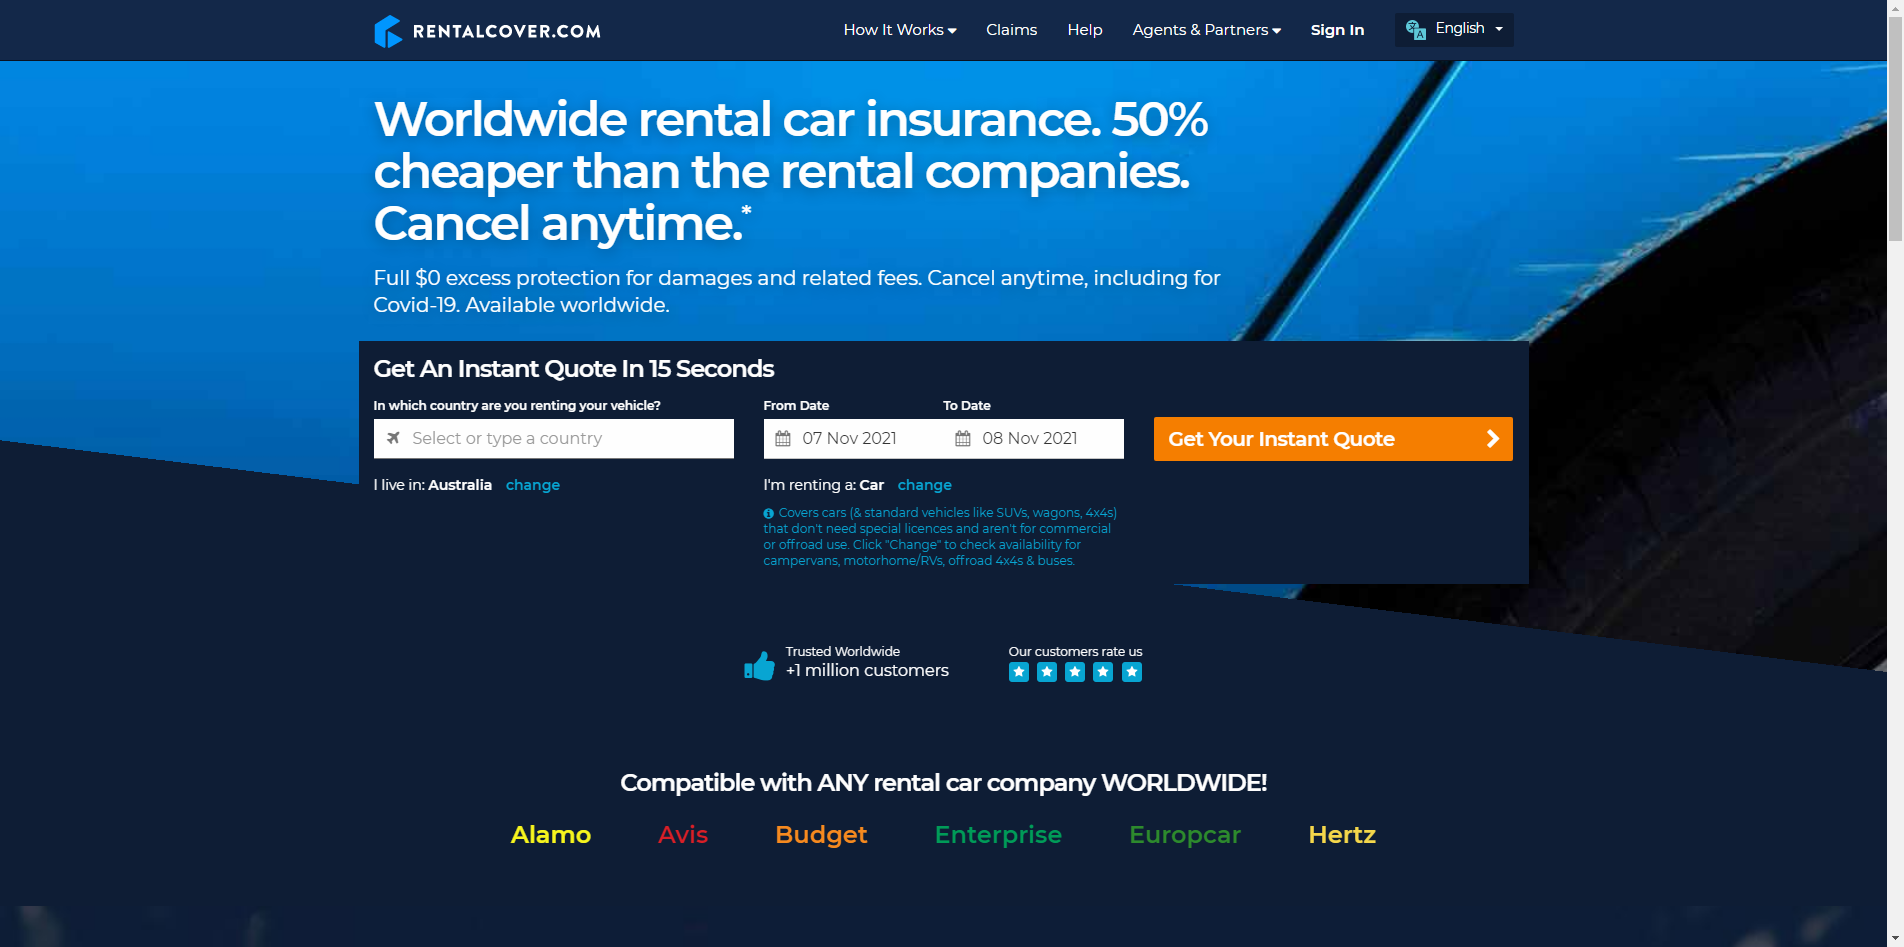 RENTALCOVER.COM
How It Works
Claims
Help
Agents & Partners
Sign In
English
Worldwide rental car insurance. 50%
cheaper than the rental companies.
Cancel anytime.*
Full $0 excess protection for damages and related fees. Cancel anytime, including for
Covid-19. Available worldwide.
Get An Instant Quote In 15 Seconds
In which country are you renting your vehicle?
Select or type a country
I live in: Australia change
From Date
To Date
07 Nov 2021
08 Nov 2021
I'm renting a: Car change
Covers cars (& standard vehicles like SUVs, wagons, 4x4s)
that don't need special licences and aren't for commercial
or offroad use. Click "Change" to check availability for
campervans, motorhome/RVs, offroad 4x4s & buses.
Get Your Instant Quote
Trusted Worldwide
+1 million customers
Our customers rate us
Compatible with ANY rental car company WORLDWIDE!
Alamo
Avis
Budget
Enterprise
Europcar
Hertz